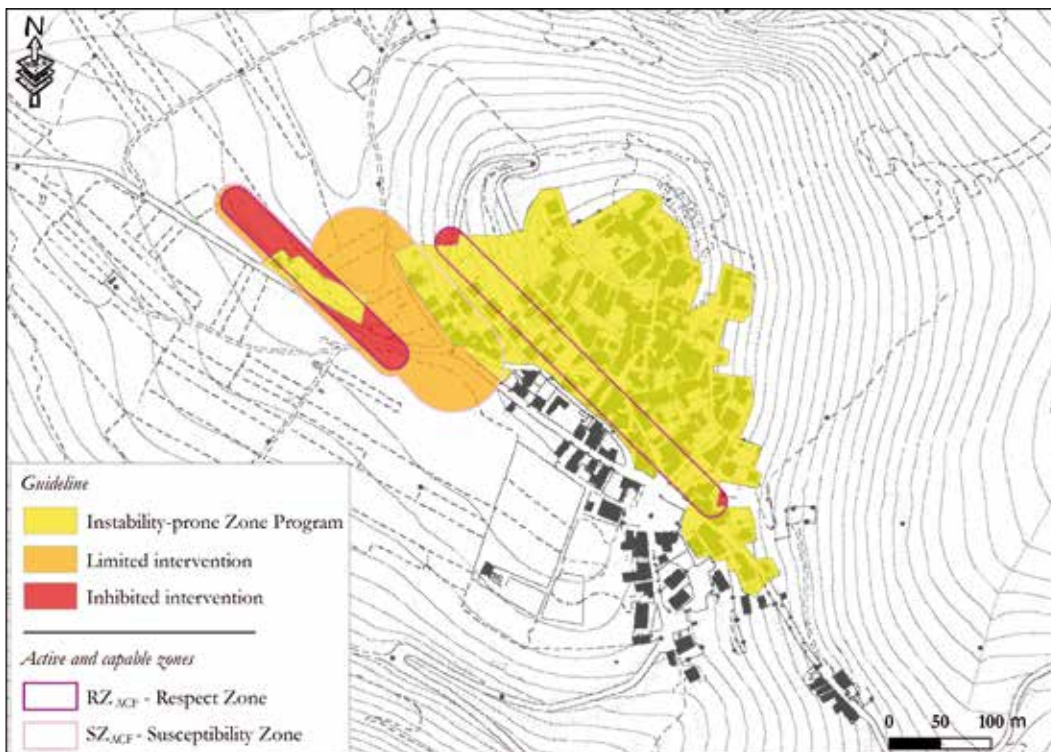 N
Guideline
Instability-prone Zone Program
Limited intervention
Inhibited intervention
Active and capable zones
RZ ACF - Respect Zone
SZ ACF - Susceptibility Zone
0 50 100 m